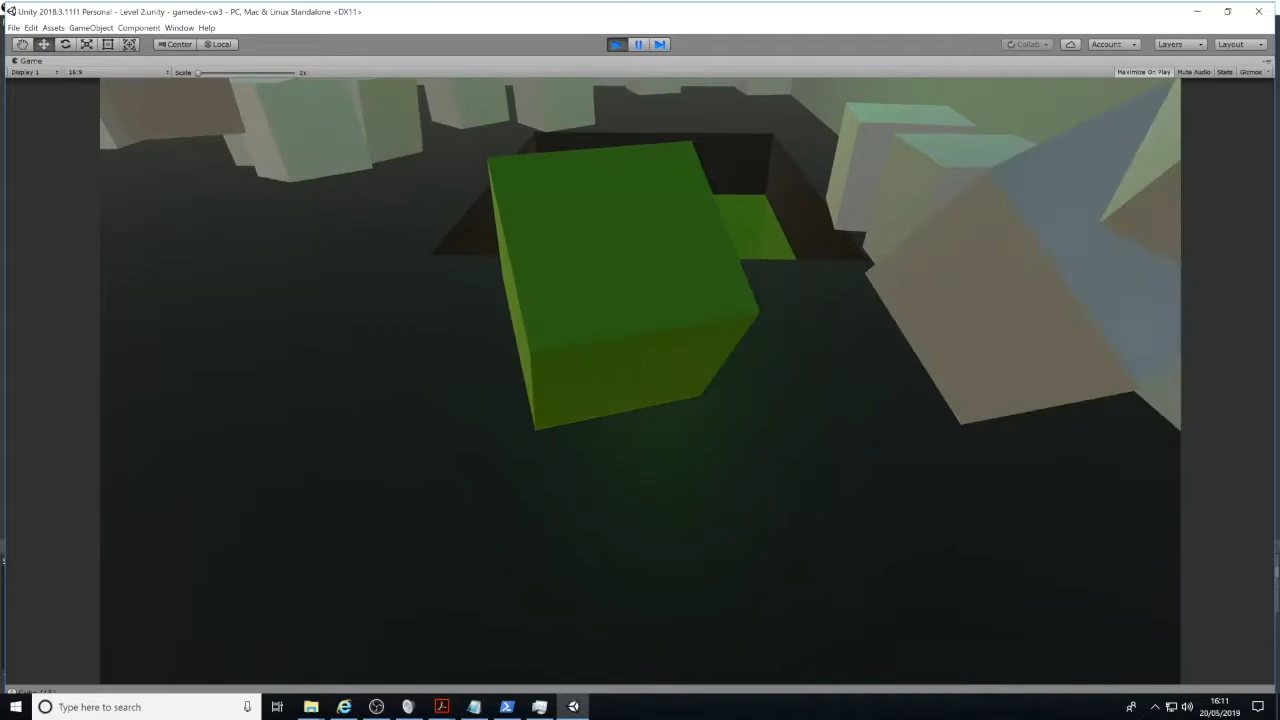 Unity 2018.3.11f1 Personal - Level 2.unity - gamedev-cw3 - PC, Mac & Linux Standalone <DX11>
File Edit Assets GameObject Component Window Help
Center Local Collab Account Layers Layout
Game
Display 1 16:9 Scale 2x Maximize On Play Mute Audio Stats Gizmos
Type here to search
16:11
20/05/2019